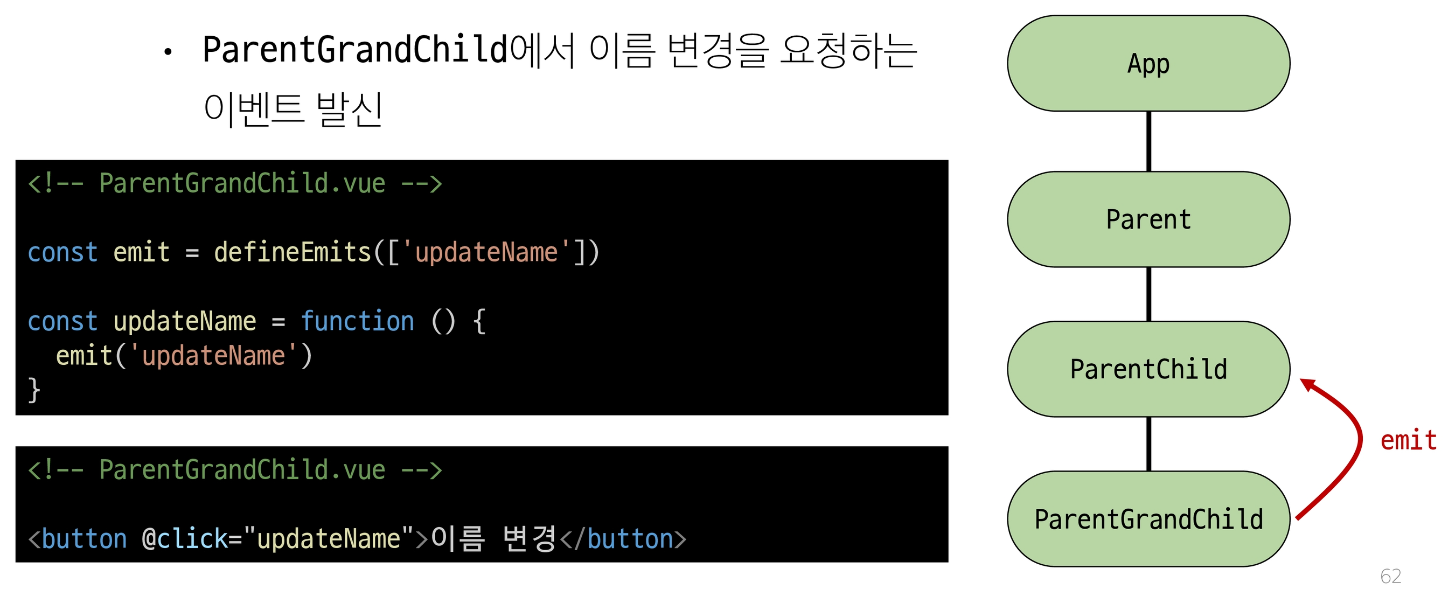 • ParentGrandChild에서 이름 변경을 요청하는
이벤트 발신
<!-- ParentGrandChild.vue -->
const emit = defineEmits(['updateName'])
const updateName = function () {
  emit('updateName')
}
<!-- ParentGrandChild.vue -->
<button @click="updateName">이름 변경</button>
App
Parent
ParentChild
emit
ParentGrandChild
62